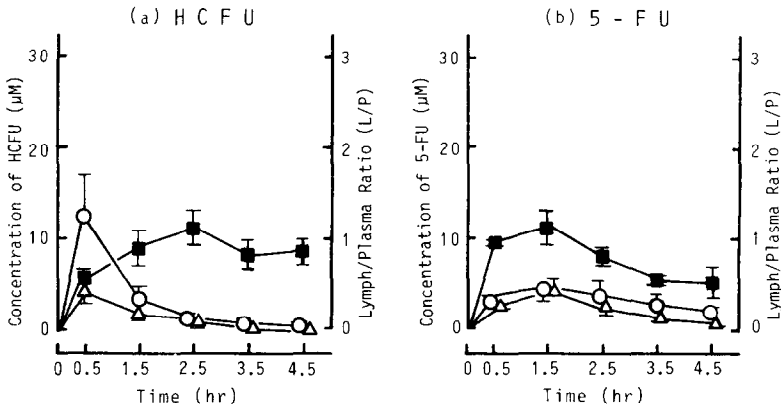 (a) HCFU
(b) 5-FU
30
20
10
0
Concentration of HCFU (µM)
3
2
1
0
Lymph/Plasma Ratio (L/P)
0 0.5 1.5 2.5 3.5 4.5
Time (hr)
30
20
10
0
Concentration of 5-FU (µM)
3
2
1
0
Lymph/Plasma Ratio (L/P)
0 0.5 1.5 2.5 3.5 4.5
Time (hr)